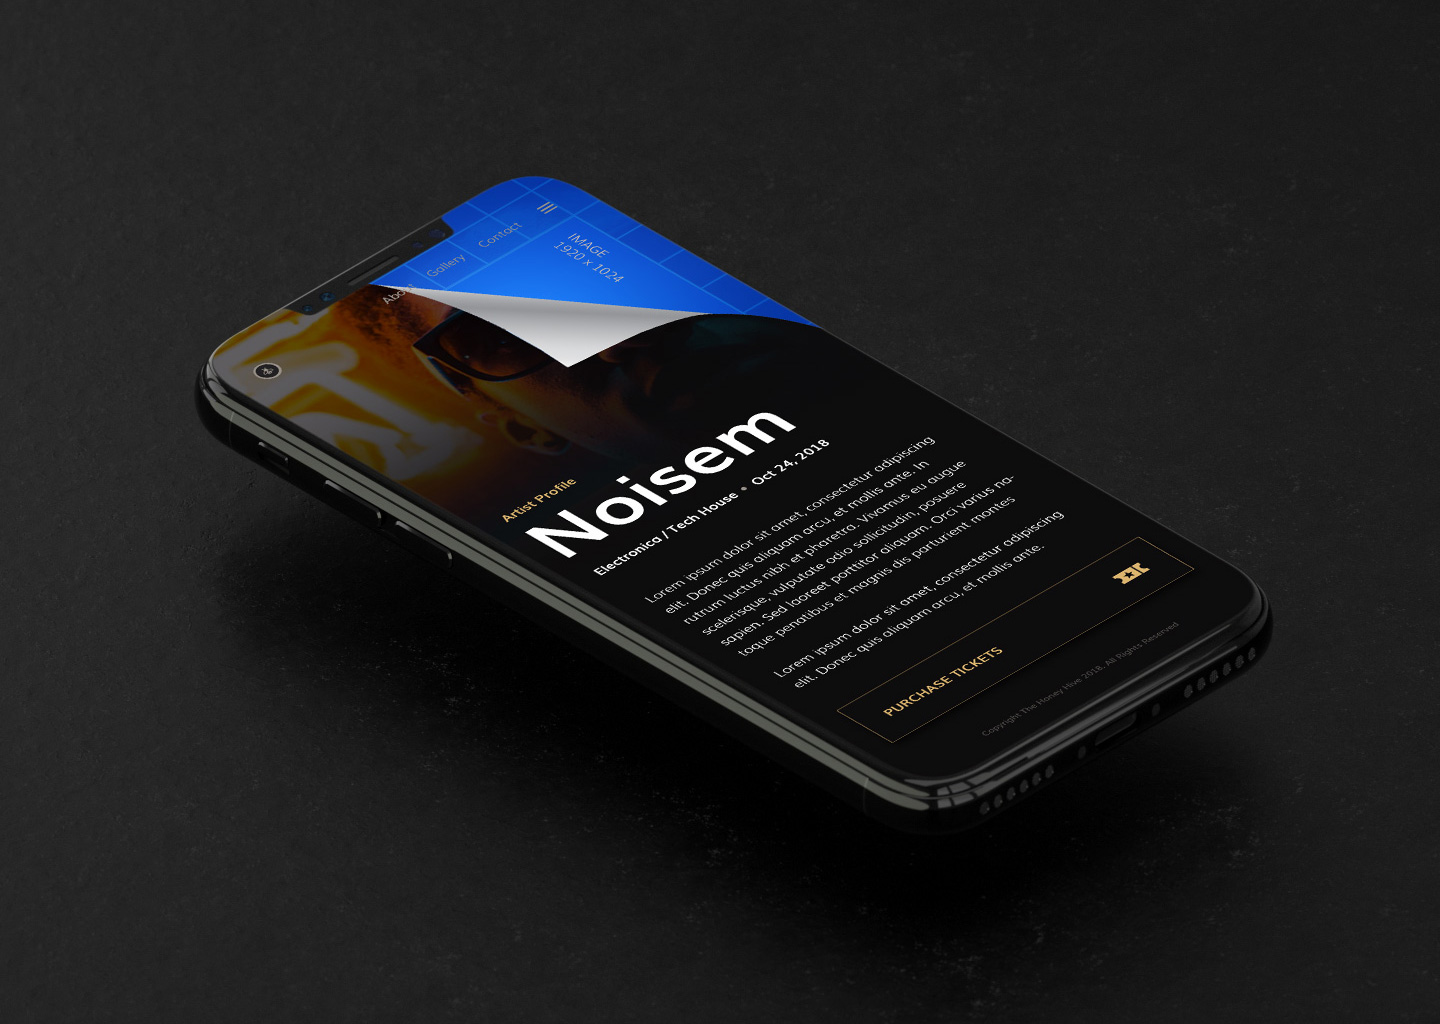 About Gallery Contact
IMAGE
1920 x 1024
Artist Profile
Noisem
Electronica / Tech House • Oct 24, 2018
Lorem ipsum dolor sit amet, consectetur adipiscing
elit. Donec quis aliquam arcu, et mollis ante. In
rutrum luctus nibh et pharetra. Vivamus eu augue
scelerisque, vulputate odio sollicitudin, posuere
sapien. Sed laoreet porttitor aliquam. Orci varius na-
toque penatibus et magnis dis parturient montes
Lorem ipsum dolor sit amet, consectetur adipiscing
elit. Donec quis aliquam arcu, et mollis ante.
PURCHASE TICKETS
Copyright The Honey Hive 2018. All Rights Reserved